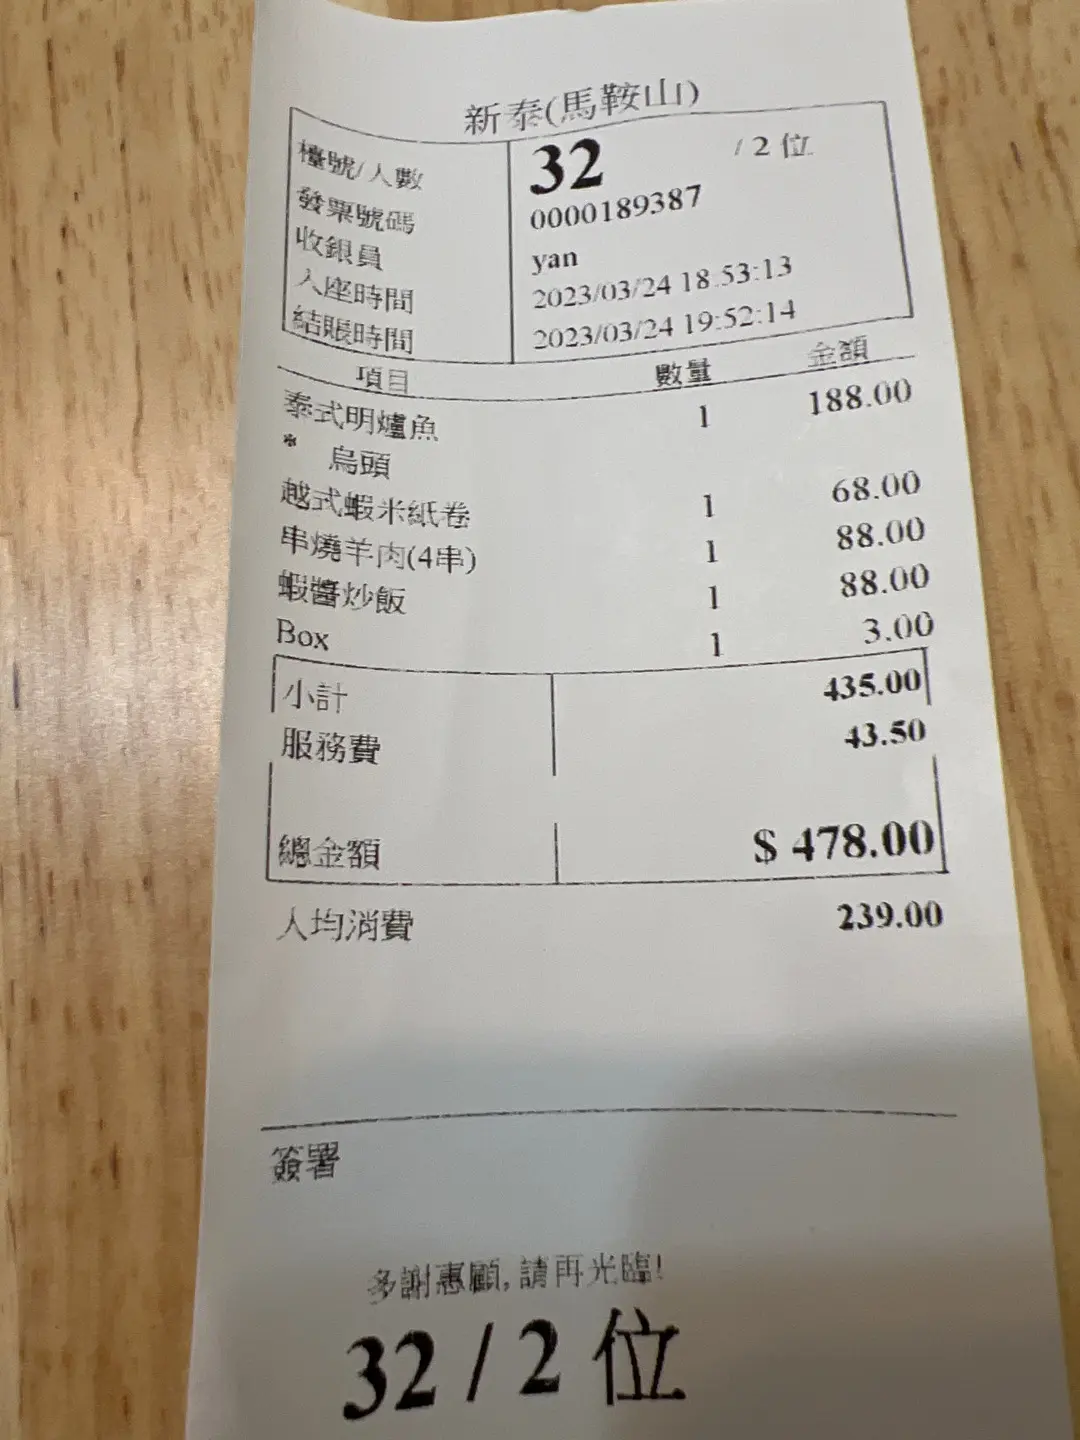 新泰(馬鞍山)
檯號/人數 32 / 2 位
發票號碼 0000189387
收銀員 yan
入座時間 2023/03/24 18:53:13
結賬時間 2023/03/24 19:52:14
項目 數量 金額
泰式明爐魚 1 188.00
* 烏頭
越式蝦米紙卷 1 68.00
串燒羊肉(4串) 1 88.00
蝦醬炒飯 1 88.00
Box 1 3.00
小計 435.00
服務費 43.50
總金額 $ 478.00
人均消費 239.00
簽署
多謝惠顧,請再光臨!
32 / 2 位